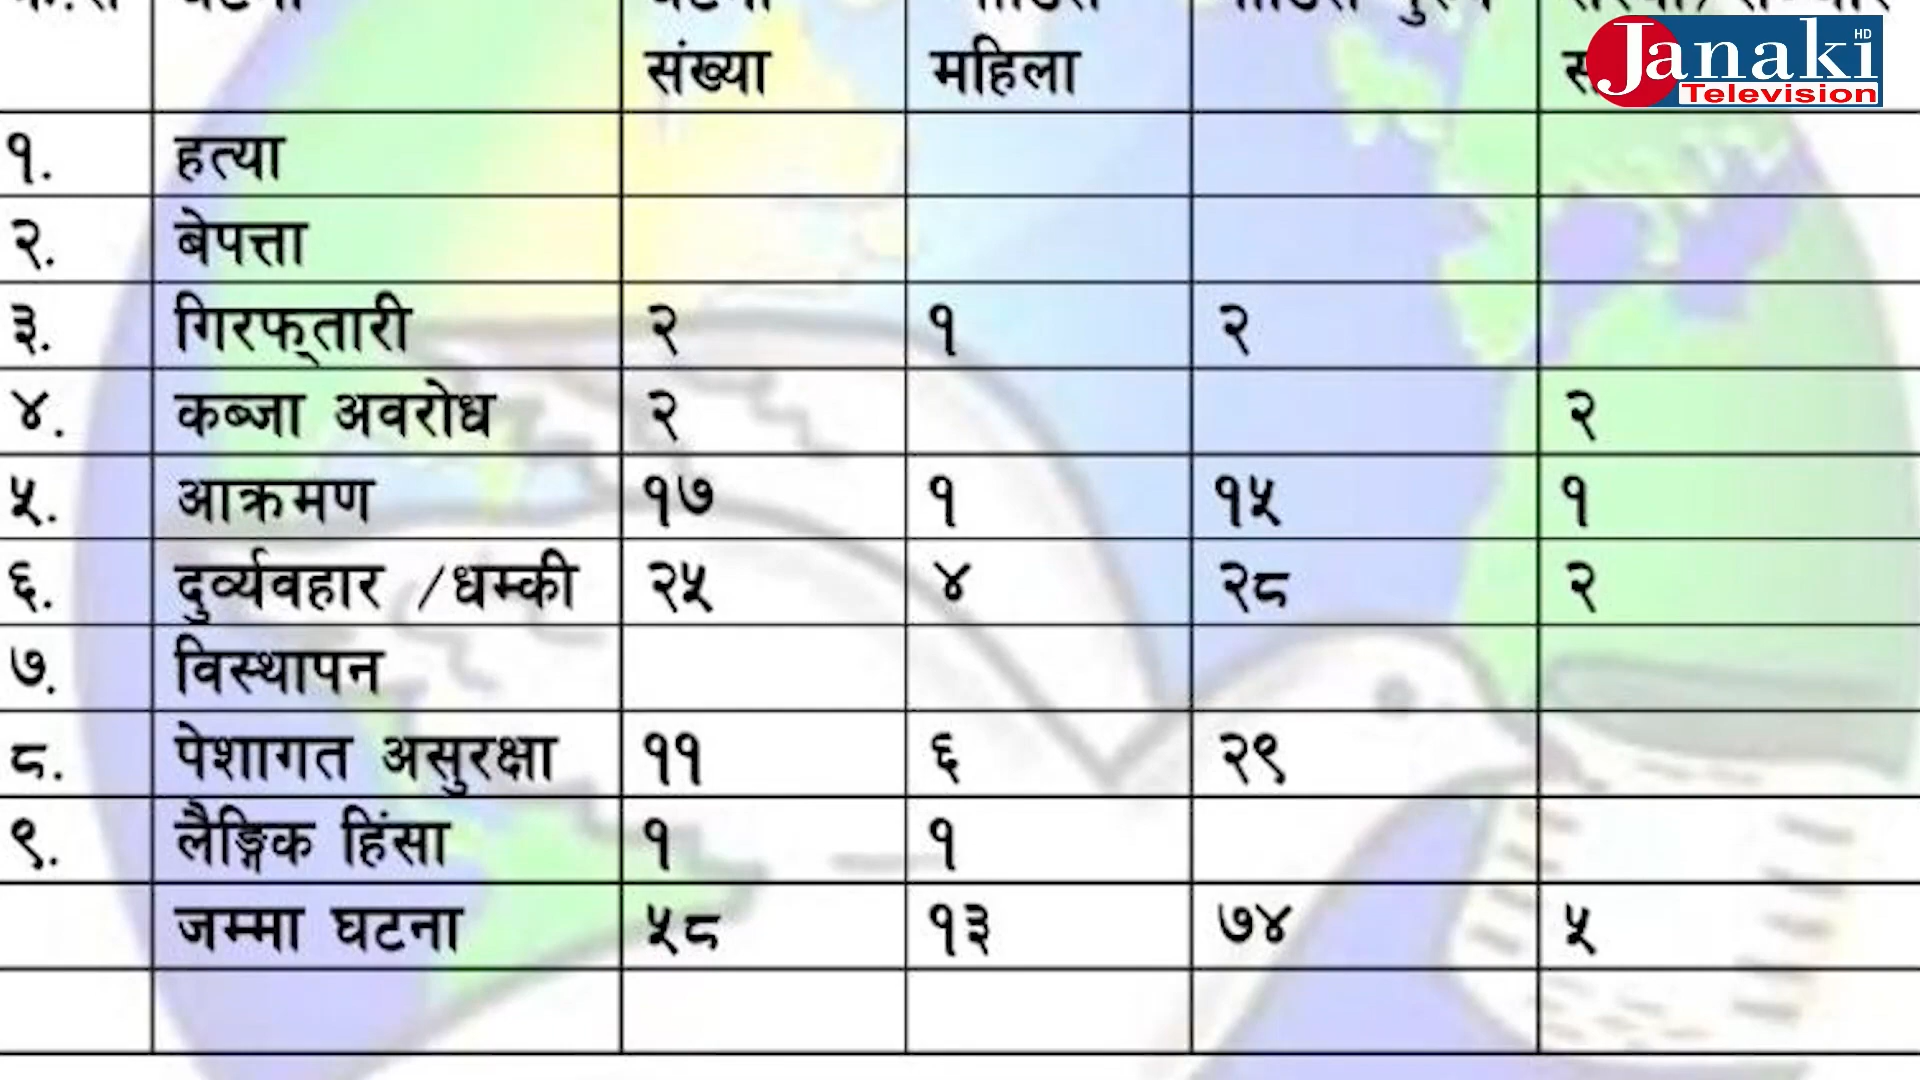 संख्या महिला
Janaki HD
Television
१. हत्या
२. बेपत्ता
३. गिरफ्तारी २ १ २
४. कब्जा अवरोध २ २
५. आक्रमण १७ १ १५ १
६. दुर्व्यवहार /धम्की २५ ४ २८ २
७. विस्थापन
८. पेशागत असुरक्षा ११ ६ २९
९. लैङ्गिक हिंसा १ १
जम्मा घटना ५८ १३ ७४ ५